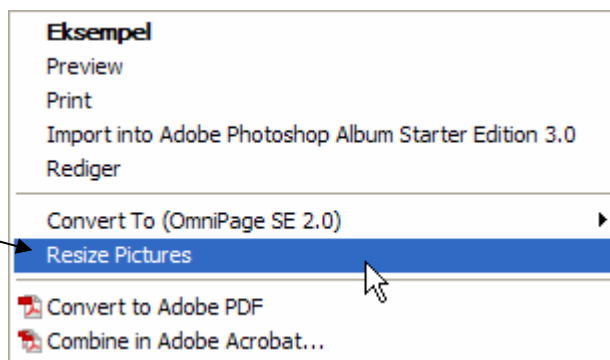 Eksempel
Preview
Print
Import into Adobe Photoshop Album Starter Edition 3.0
Rediger
Convert To (OmniPage SE 2.0)
Resize Pictures
Convert to Adobe PDF
Combine in Adobe Acrobat...